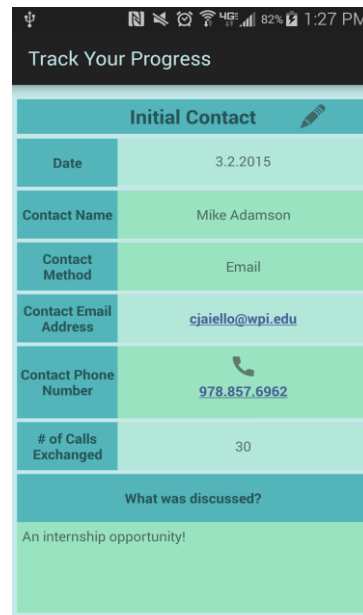 4G 82% 1:27 PM
Track Your Progress
Initial Contact
Date 3.2.2015
Contact Name Mike Adamson
Contact
Method Email
Contact Email
Address cjaiello@wpi.edu
Contact Phone
Number 978.857.6962
# of Calls
Exchanged 30
What was discussed?
An internship opportunity!